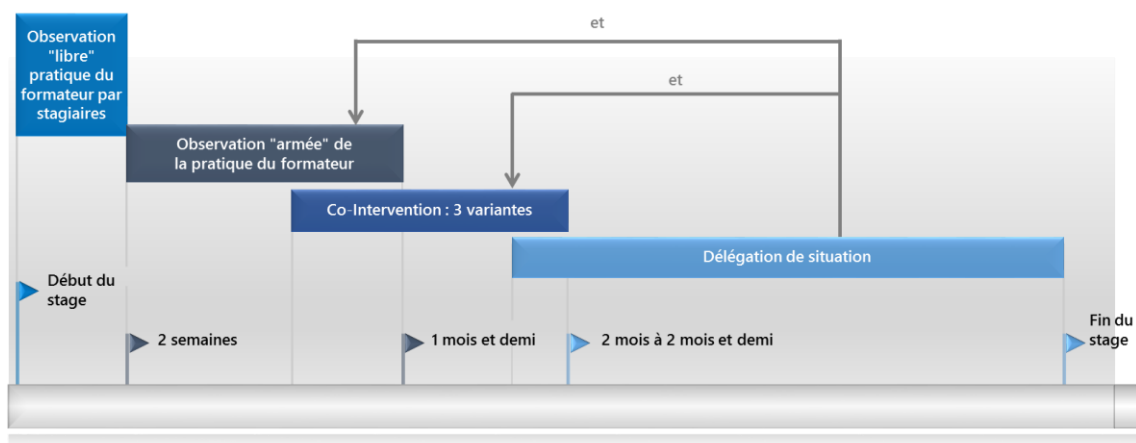 Observation
"libre"
pratique du
formateur par
stagiaires
et
et
Observation "armée" de
la pratique du formateur
Co-Intervention : 3 variantes
Délégation de situation
Début du
stage
2 semaines
1 mois et demi
2 mois à 2 mois et demi
Fin du
stage